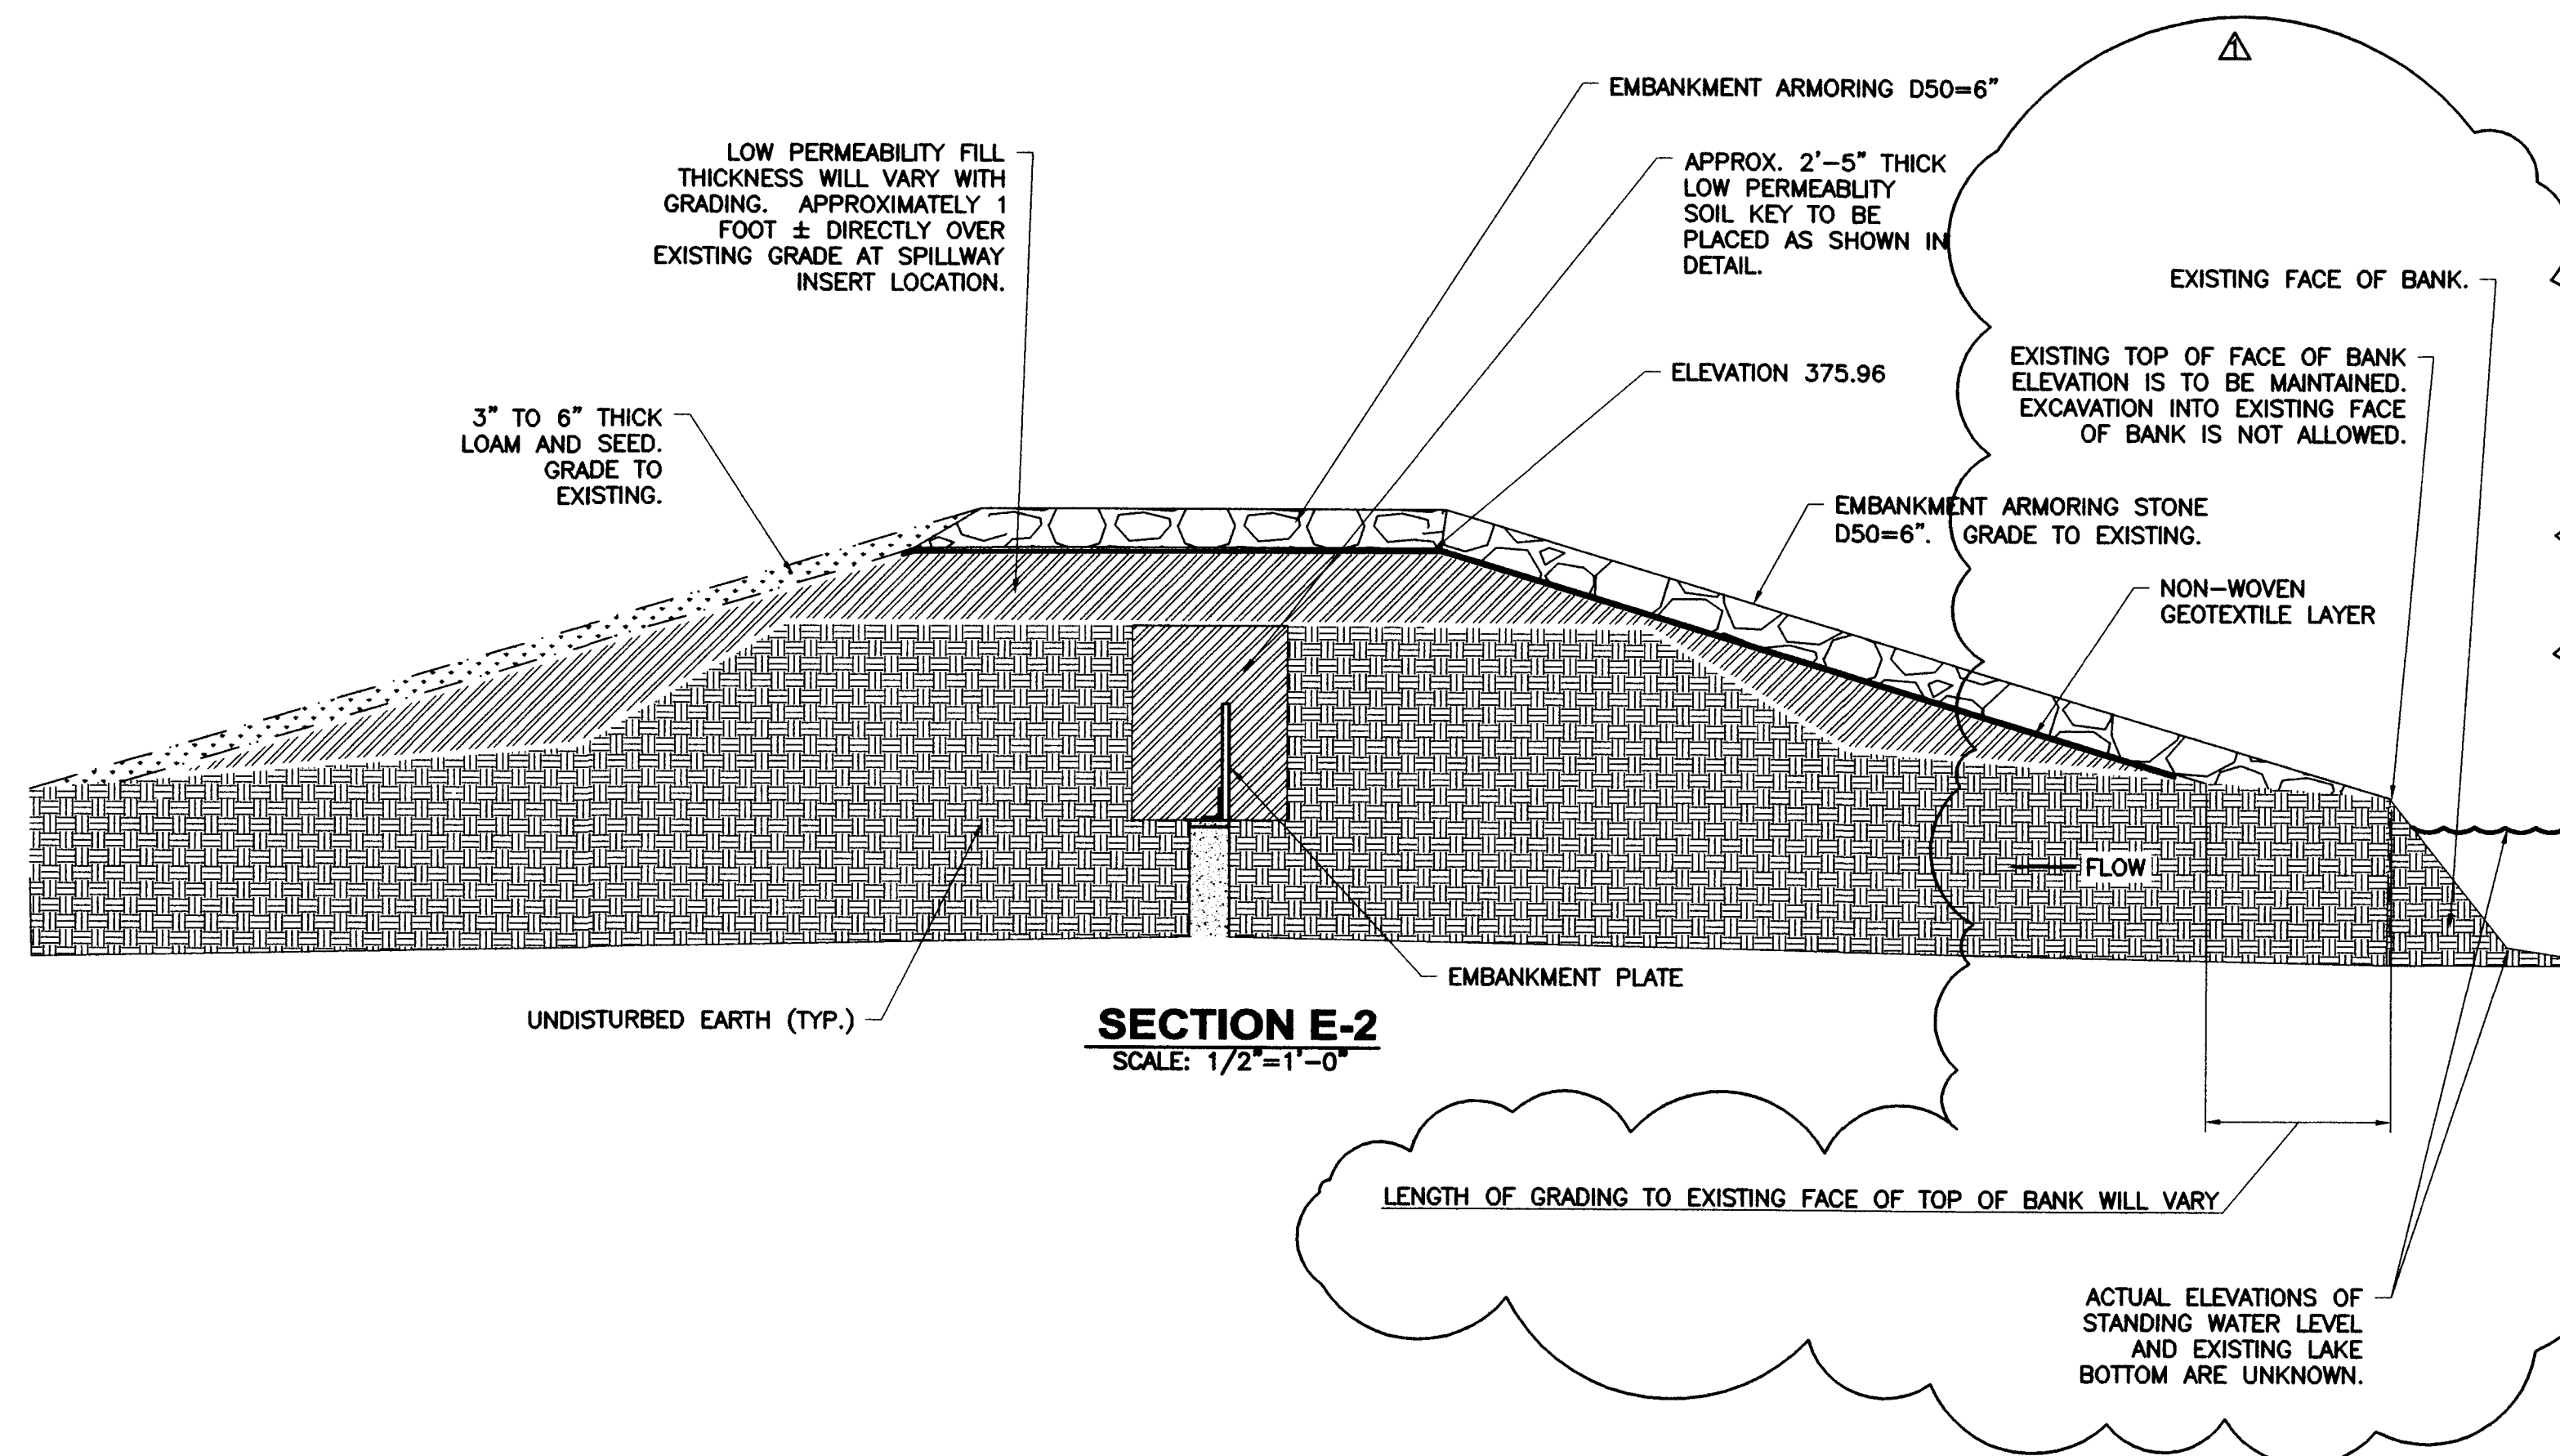 1
EMBANKMENT ARMORING D50=6"
LOW PERMEABILITY FILL
THICKNESS WILL VARY WITH
GRADING. APPROXIMATELY 1
FOOT ± DIRECTLY OVER
EXISTING GRADE AT SPILLWAY
INSERT LOCATION.
APPROX. 2'-5" THICK
LOW PERMEABLITY
SOIL KEY TO BE
PLACED AS SHOWN IN
DETAIL.
EXISTING FACE OF BANK.
EXISTING TOP OF FACE OF BANK
ELEVATION IS TO BE MAINTAINED.
EXCAVATION INTO EXISTING FACE
OF BANK IS NOT ALLOWED.
ELEVATION 375.96
3" TO 6" THICK
LOAM AND SEED.
GRADE TO
EXISTING.
EMBANKMENT ARMORING STONE
D50=6". GRADE TO EXISTING.
NON-WOVEN
GEOTEXTILE LAYER
FLOW
EMBANKMENT PLATE
UNDISTURBED EARTH (TYP.)
SECTION E-2
SCALE: 1/2"=1'-0"
LENGTH OF GRADING TO EXISTING FACE OF TOP OF BANK WILL VARY
ACTUAL ELEVATIONS OF
STANDING WATER LEVEL
AND EXISTING LAKE
BOTTOM ARE UNKNOWN.